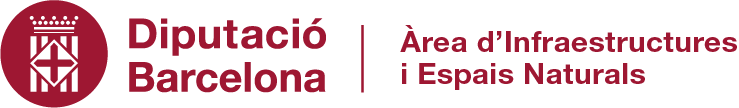 Diputació
Barcelona
Àrea d'Infraestructures
i Espais Naturals